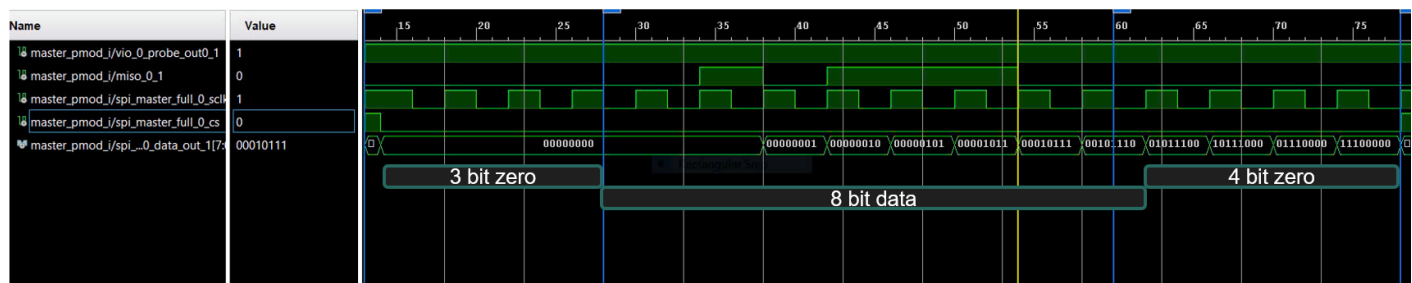 Name Value
15 20 25 30 35 40 45 50 55 60 65 70 75
master_pmod_i/vio_0_probe_out0_1 1
master_pmod_i/miso_0_1 0
master_pmod_i/spi_master_full_0_sclk 1
master_pmod_i/spi_master_full_0_cs 0
master_pmod_i/spi_...0_data_out_1[7:0 00010111 00000000 00000001 00000010 00000101 00001011 00010111 00101110 01011100 10111000 01110000 11100000
3 bit zero 4 bit zero
8 bit data